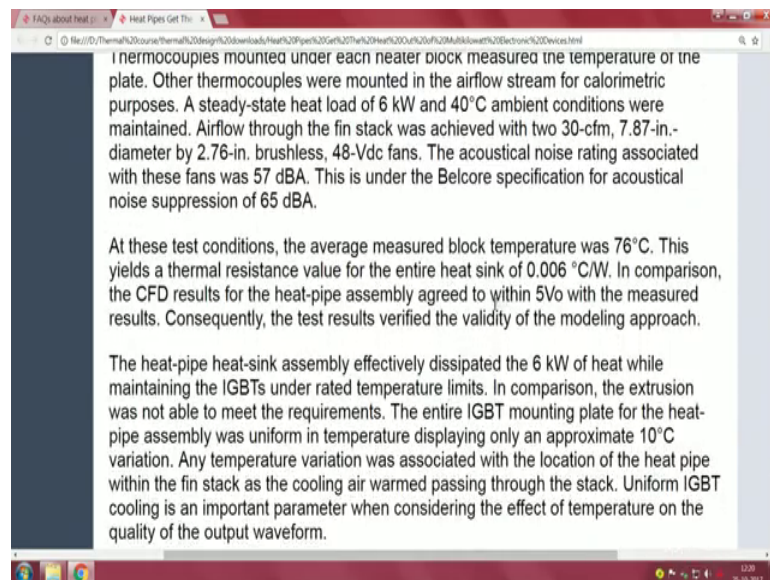 FAQs about heat p
Heat Pipes Get The
file:///D:/Thermal%20course/thermal%20design%20downloads/Heat%20Pipes%20Get%20The%20Heat%20Out%20of%20Multikilowatt%20Electronic%20Devices.html
Thermocouples mounted under each heater block measured the temperature of the
plate. Other thermocouples were mounted in the airflow stream for calorimetric
purposes. A steady-state heat load of 6 kW and 40°C ambient conditions were
maintained. Airflow through the fin stack was achieved with two 30-cfm, 7.87-in.-
diameter by 2.76-in. brushless, 48-Vdc fans. The acoustical noise rating associated
with these fans was 57 dBA. This is under the Belcore specification for acoustical
noise suppression of 65 dBA.
At these test conditions, the average measured block temperature was 76°C. This
yields a thermal resistance value for the entire heat sink of 0.006 °C/W. In comparison,
the CFD results for the heat-pipe assembly agreed to within 5Vo with the measured
results. Consequently, the test results verified the validity of the modeling approach.
The heat-pipe heat-sink assembly effectively dissipated the 6 kW of heat while
maintaining the IGBTs under rated temperature limits. In comparison, the extrusion
was not able to meet the requirements. The entire IGBT mounting plate for the heat-
pipe assembly was uniform in temperature displaying only an approximate 10°C
variation. Any temperature variation was associated with the location of the heat pipe
within the fin stack as the cooling air warmed passing through the stack. Uniform IGBT
cooling is an important parameter when considering the effect of temperature on the
quality of the output waveform.
12:20